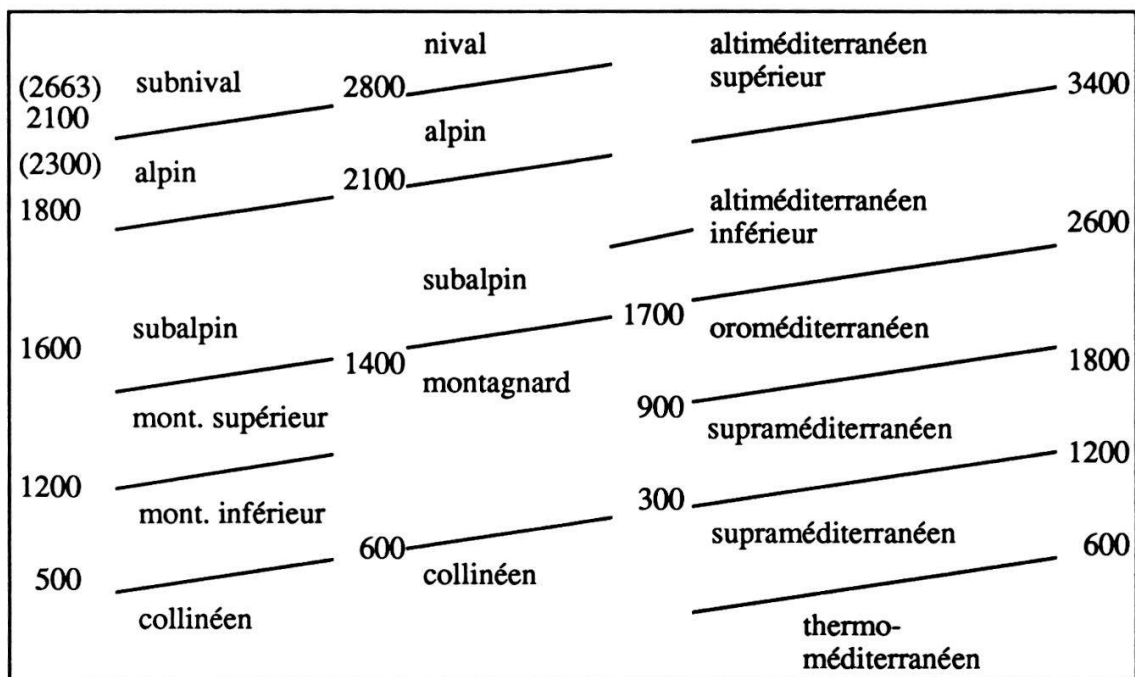 nival
altiméditerranéen
supérieur
(2663)
subnival
2800
3400
2100
alpin
(2300)
alpin
2100
1800
altiméditerranéen
inférieur
2600
subalpin
subalpin
1700
oroméditerranéen
1600
1400
1800
montagnard
mont. supérieur
900
supraméditerranéen
1200
1200
300
mont. inférieur
supraméditerranéen
600
600
500
collinéen
collinéen
thermo-
méditerranéen